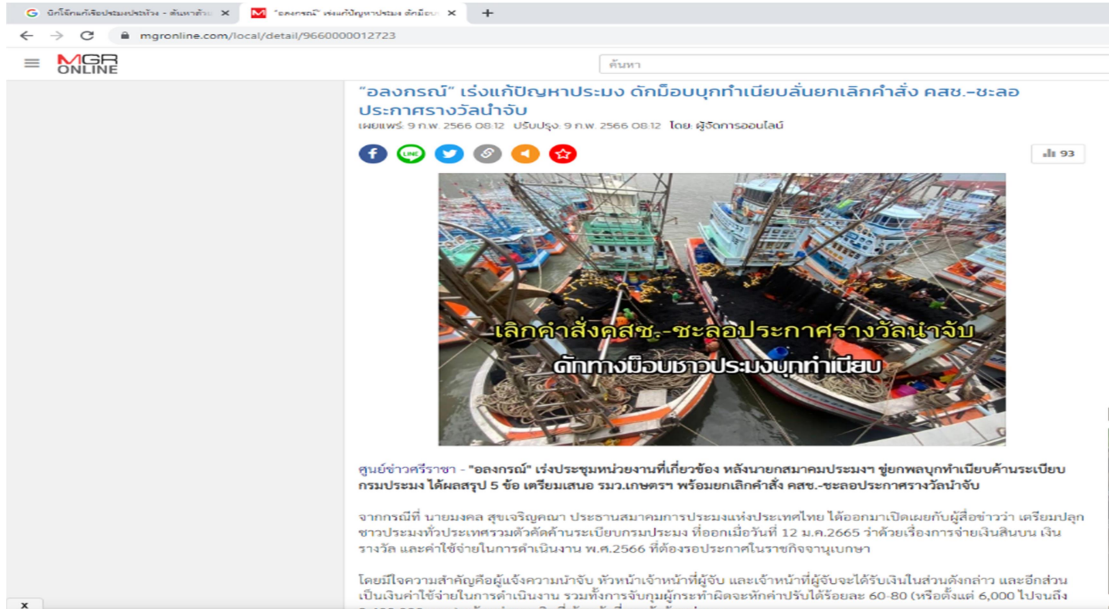 บิ๊กโจ๊กแก้เรือประมงประท้วง - ค้นหาด้วย
"อลงกรณ์" เร่งแก้ปัญหาประมง ดักม็อบ
mgronline.com/local/detail/9660000012723
MGR
ONLINE
ค้นหา
"อลงกรณ์" เร่งแก้ปัญหาประมง ดักม็อบบุกทำเนียบลั่นยกเลิกคำสั่ง คสช.-ชะลอ
ประกาศรางวัลนำจับ
เผยแพร่: 9 ก.พ. 2566 08:12 ปรับปรุง: 9 ก.พ. 2566 08:12 โดย: ผู้จัดการออนไลน์
LINE
93
เลิกคำสั่งคสช.-ชะลอประกาศรางวัลนำจับ
ดักทางม็อบชาวประมงบุกทำเนียบ
ศูนย์ข่าวศรีราชา - "อลงกรณ์" เร่งประชุมหน่วยงานที่เกี่ยวข้อง หลังนายกสมาคมประมงฯ ขู่ยกพลบุกทำเนียบค้านระเบียบ
กรมประมง ได้ผลสรุป 5 ข้อ เตรียมเสนอ รมว.เกษตรฯ พร้อมยกเลิกคำสั่ง คสช.-ชะลอประกาศรางวัลนำจับ
จากกรณีที่ นายมงคล สุขเจริญคณา ประธานสมาคมการประมงแห่งประเทศไทย ได้ออกมาเปิดเผยกับผู้สื่อข่าวว่า เตรียมปลุก
ชาวประมงทั่วประเทศรวมตัวคัดค้านระเบียบกรมประมง ที่ออกเมื่อวันที่ 12 ม.ค.2665 ว่าด้วยเรื่องการจ่ายเงินสินบน เงิน
รางวัล และค่าใช้จ่ายในการดำเนินงาน พ.ศ.2566 ที่ต้องรอประกาศในราชกิจจานุเบกษา
โดยมีใจความสำคัญคือผู้แจ้งความนำจับ หัวหน้าเจ้าหน้าที่ผู้จับ และเจ้าหน้าที่ผู้จับจะได้รับเงินในส่วนดังกล่าว และอีกส่วน
เป็นเงินค่าใช้จ่ายในการดำเนินงาน รวมทั้งการจับกุมผู้กระทำผิดจะหักค่าปรับได้ร้อยละ 60-80 (หรือตั้งแต่ 6,000 ไปจนถึง
x